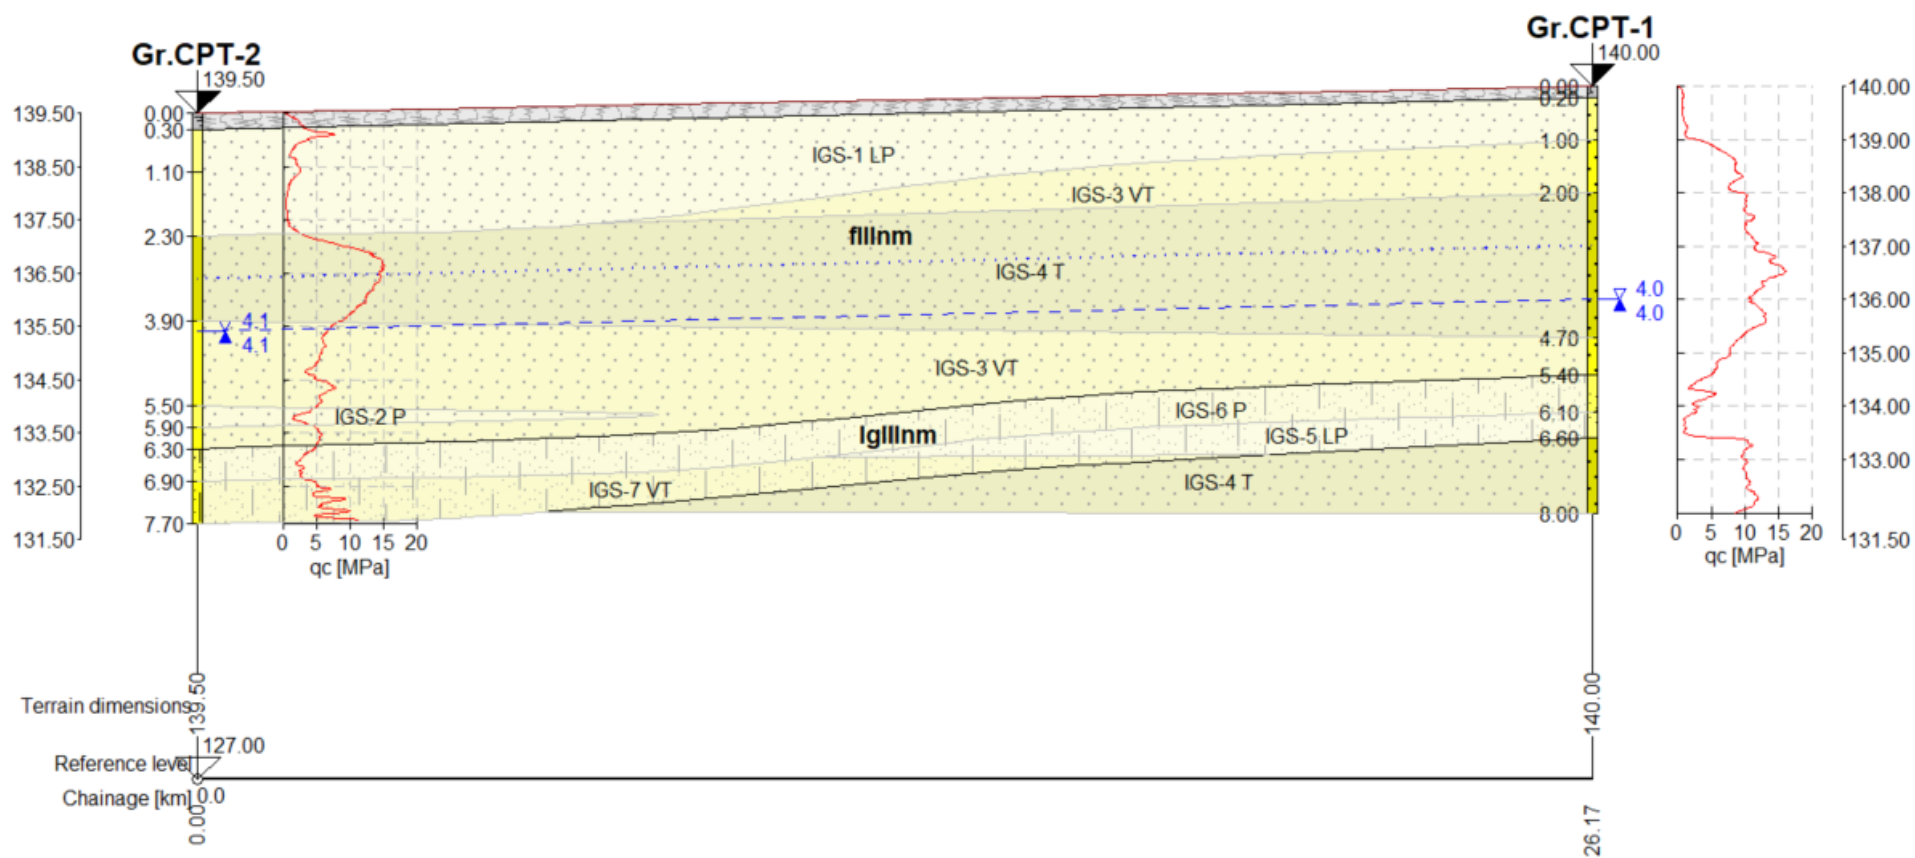 Gr.CPT-2
139.50
Gr.CPT-1
140.00
139.50
138.50
137.50
136.50
135.50
134.50
133.50
132.50
131.50
0.00
0.30
1.10
2.30
3.90
5.50
5.90
6.30
6.90
7.70
4.1
4.1
IGS-1 LP
IGS-3 VT
fIIInm
IGS-4 T
IGS-3 VT
IGS-2 P
IGS-6 P
lgIIInm
IGS-5 LP
IGS-7 VT
IGS-4 T
0.00
0.20
1.00
2.00
4.70
5.40
6.10
6.60
8.00
4.0
4.0
0 5 10 15 20
qc [MPa]
0 5 10 15 20
qc [MPa]
140.00
139.00
138.00
137.00
136.00
135.00
134.00
133.00
131.50
Terrain dimensions
139.50
140.00
127.00
Reference level
Chainage [km]
0.0
0.00
26.17